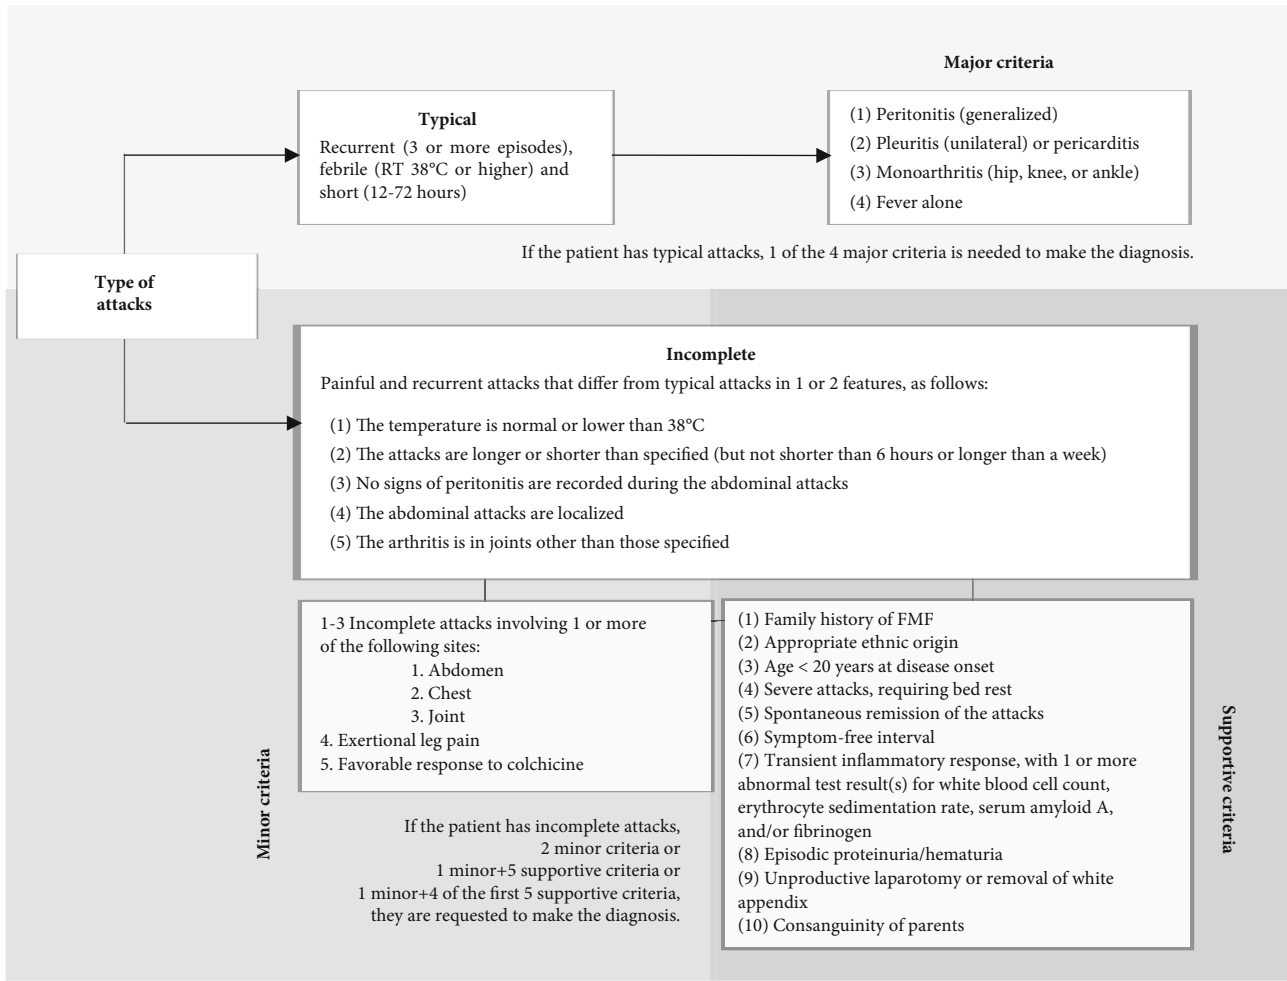 Major criteria
Typical
Recurrent (3 or more episodes),
febrile (RT 38°C or higher) and
short (12-72 hours)
(1) Peritonitis (generalized)
(2) Pleuritis (unilateral) or pericarditis
(3) Monoarthritis (hip, knee, or ankle)
(4) Fever alone
If the patient has typical attacks, 1 of the 4 major criteria is needed to make the diagnosis.
Type of
attacks
Incomplete
Painful and recurrent attacks that differ from typical attacks in 1 or 2 features, as follows:
(1) The temperature is normal or lower than 38°C
(2) The attacks are longer or shorter than specified (but not shorter than 6 hours or longer than a week)
(3) No signs of peritonitis are recorded during the abdominal attacks
(4) The abdominal attacks are localized
(5) The arthritis is in joints other than those specified
Minor criteria
1-3 Incomplete attacks involving 1 or more
of the following sites:
1. Abdomen
2. Chest
3. Joint
4. Exertional leg pain
5. Favorable response to colchicine
If the patient has incomplete attacks,
2 minor criteria or
1 minor+5 supportive criteria or
1 minor+4 of the first 5 supportive criteria,
they are requested to make the diagnosis.
(1) Family history of FMF
(2) Appropriate ethnic origin
(3) Age < 20 years at disease onset
(4) Severe attacks, requiring bed rest
(5) Spontaneous remission of the attacks
(6) Symptom-free interval
(7) Transient inflammatory response, with 1 or more
abnormal test result(s) for white blood cell count,
erythrocyte sedimentation rate, serum amyloid A,
and/or fibrinogen
(8) Episodic proteinuria/hematuria
(9) Unproductive laparotomy or removal of white
appendix
(10) Consanguinity of parents
Supportive criteria